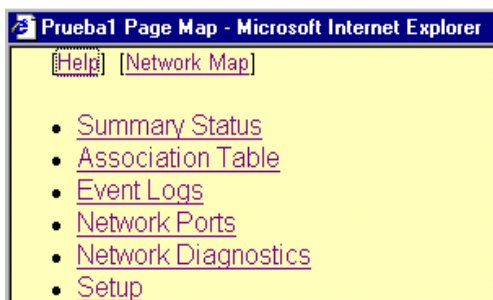 Prueba1 Page Map - Microsoft Internet Explorer
[Help] [Network Map]
Summary Status
Association Table
Event Logs
Network Ports
Network Diagnostics
Setup